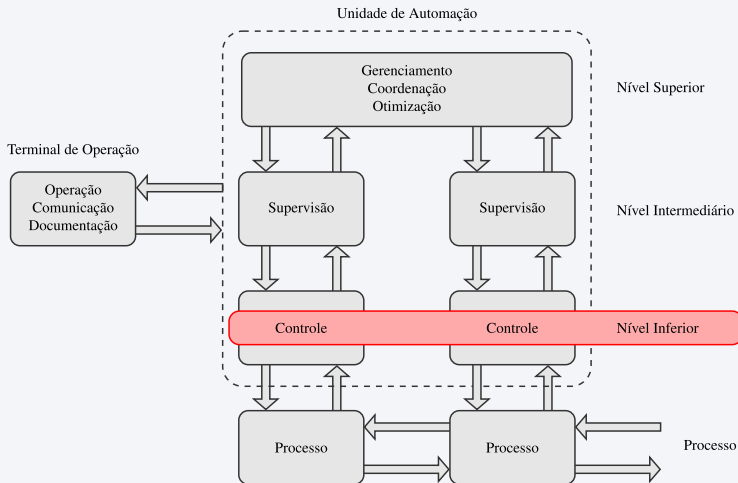 Unidade de Automação
Gerenciamento
Coordenação
Otimização
Nível Superior
Terminal de Operação
Operação
Comunicação
Documentação
Supervisão
Supervisão
Nível Intermediário
Controle
Controle
Nível Inferior
Processo
Processo
Processo